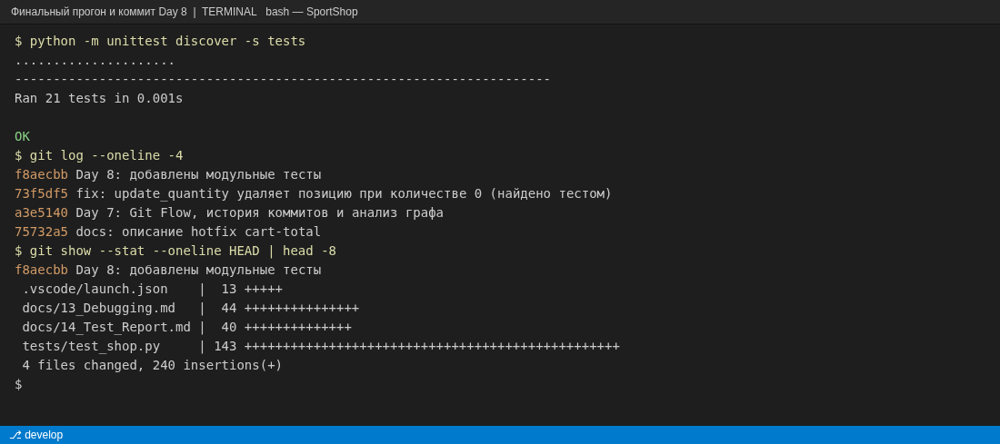 Финальный прогон и коммит Day 8 | TERMINAL bash — SportShop
$ python -m unittest discover -s tests
.....................
----------------------------------------------------------------------
Ran 21 tests in 0.001s
OK
$ git log --oneline -4
f8aecbb Day 8: добавлены модульные тесты
73f5df5 fix: update_quantity удаляет позицию при количестве 0 (найдено тестом)
a3e5140 Day 7: Git Flow, история коммитов и анализ графа
75732a5 docs: описание hotfix cart-total
$ git show --stat --oneline HEAD | head -8
f8aecbb Day 8: добавлены модульные тесты
 .vscode/launch.json    |  13 +++++
 docs/13_Debugging.md   |  44 +++++++++++++++
 docs/14_Test_Report.md |  40 ++++++++++++++
 tests/test_shop.py     | 143 +++++++++++++++++++++++++++++++++++++++++++++++++
 4 files changed, 240 insertions(+)
$
⎇ develop